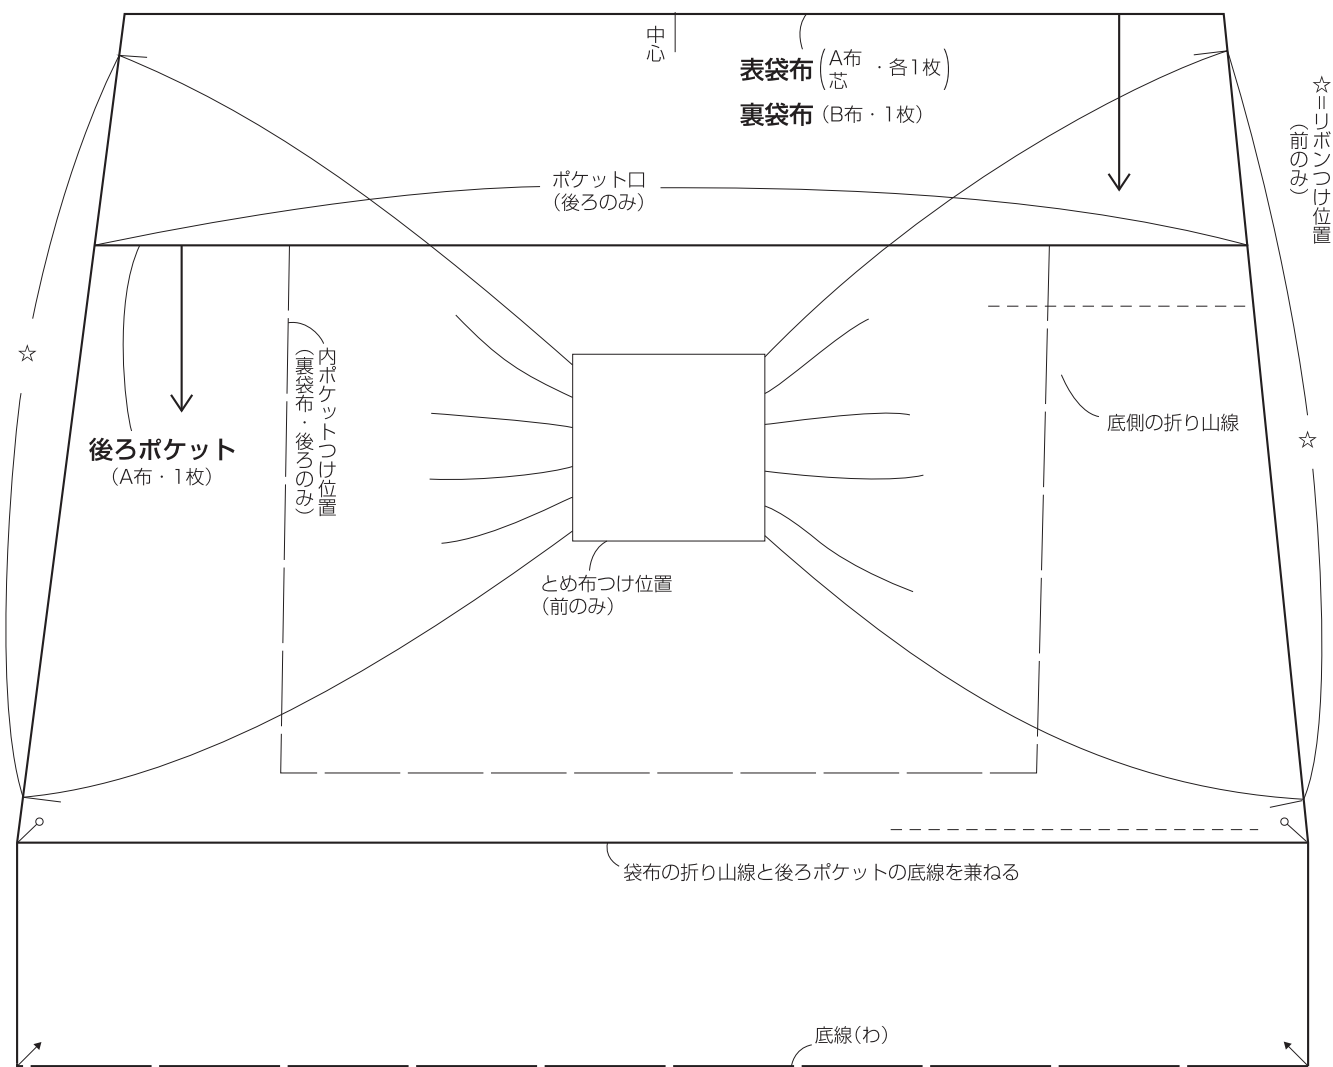 中心
表袋布(A布 芯・各1枚)
裏袋布(B布・1枚)
☆=リボンつけ位置
(前のみ)
ポケット口
(後ろのみ)
☆
内ポケットつけ位置
(裏袋布・後ろのみ)
底側の折り山線
☆
後ろポケット
(A布・1枚)
とめ布つけ位置
(前のみ)
袋布の折り山線と後ろポケットの底線を兼ねる
底線(わ)